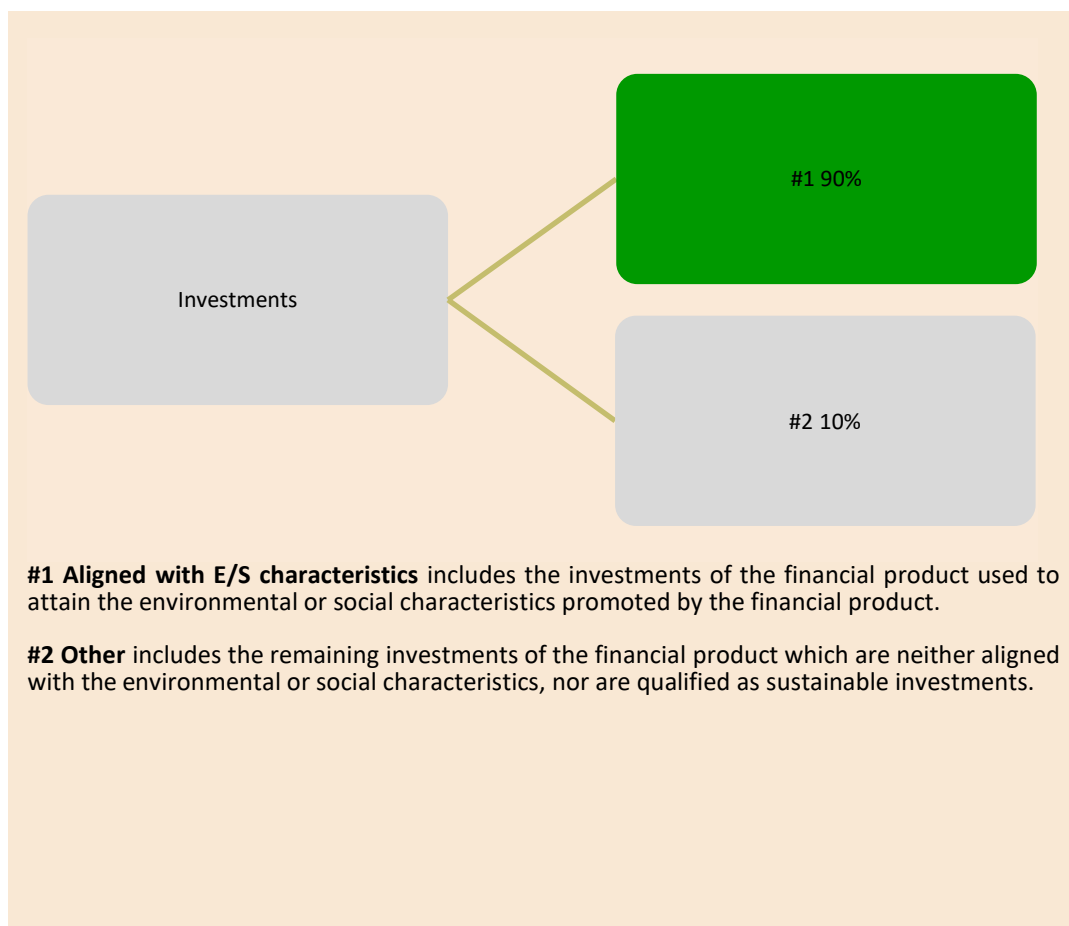 #1 90%
Investments
#2 10%
#1 Aligned with E/S characteristics includes the investments of the financial product used to
attain the environmental or social characteristics promoted by the financial product.
#2 Other includes the remaining investments of the financial product which are neither aligned
with the environmental or social characteristics, nor are qualified as sustainable investments.